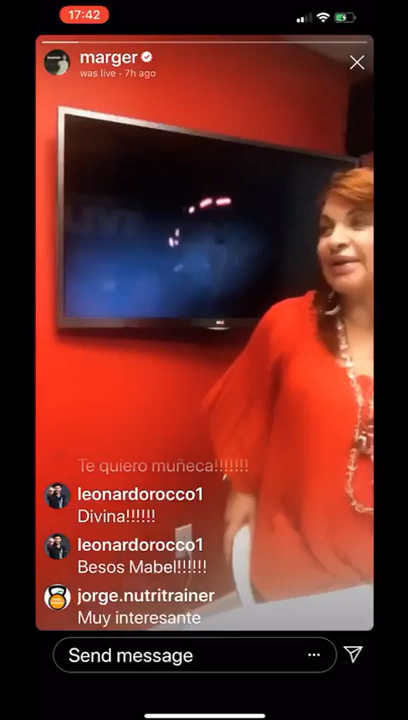 17:42
marger
was live · 7h ago
Te quiero muñeca!!!!!!!
leonardorocco1
Divina!!!!!!
leonardorocco1
Besos Mabel!!!!!!
jorge.nutritrainer
Muy interesante
Send message